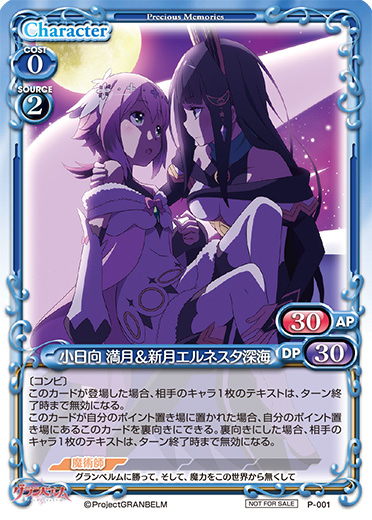 Precious Memories
Character
COST
0
SOURCE
2
30 AP
小日向 満月＆新月エルネスタ深海
DP 30
［コンビ］
このカードが登場した場合、相手のキャラ1枚のテキストは、ターン終
了時まで無効になる。
このカードが自分のポイント置き場に置かれた場合、自分のポイント置
き場にあるこのカードを裏向きにできる。裏向きにした場合、相手のキ
ャラ1枚のテキストは、ターン終了時まで無効になる。
魔術師
グランベルムに勝って、そして、魔力をこの世界から無くして
グランベルム
©ProjectGRANBELM
NOT FOR SALE
P-001